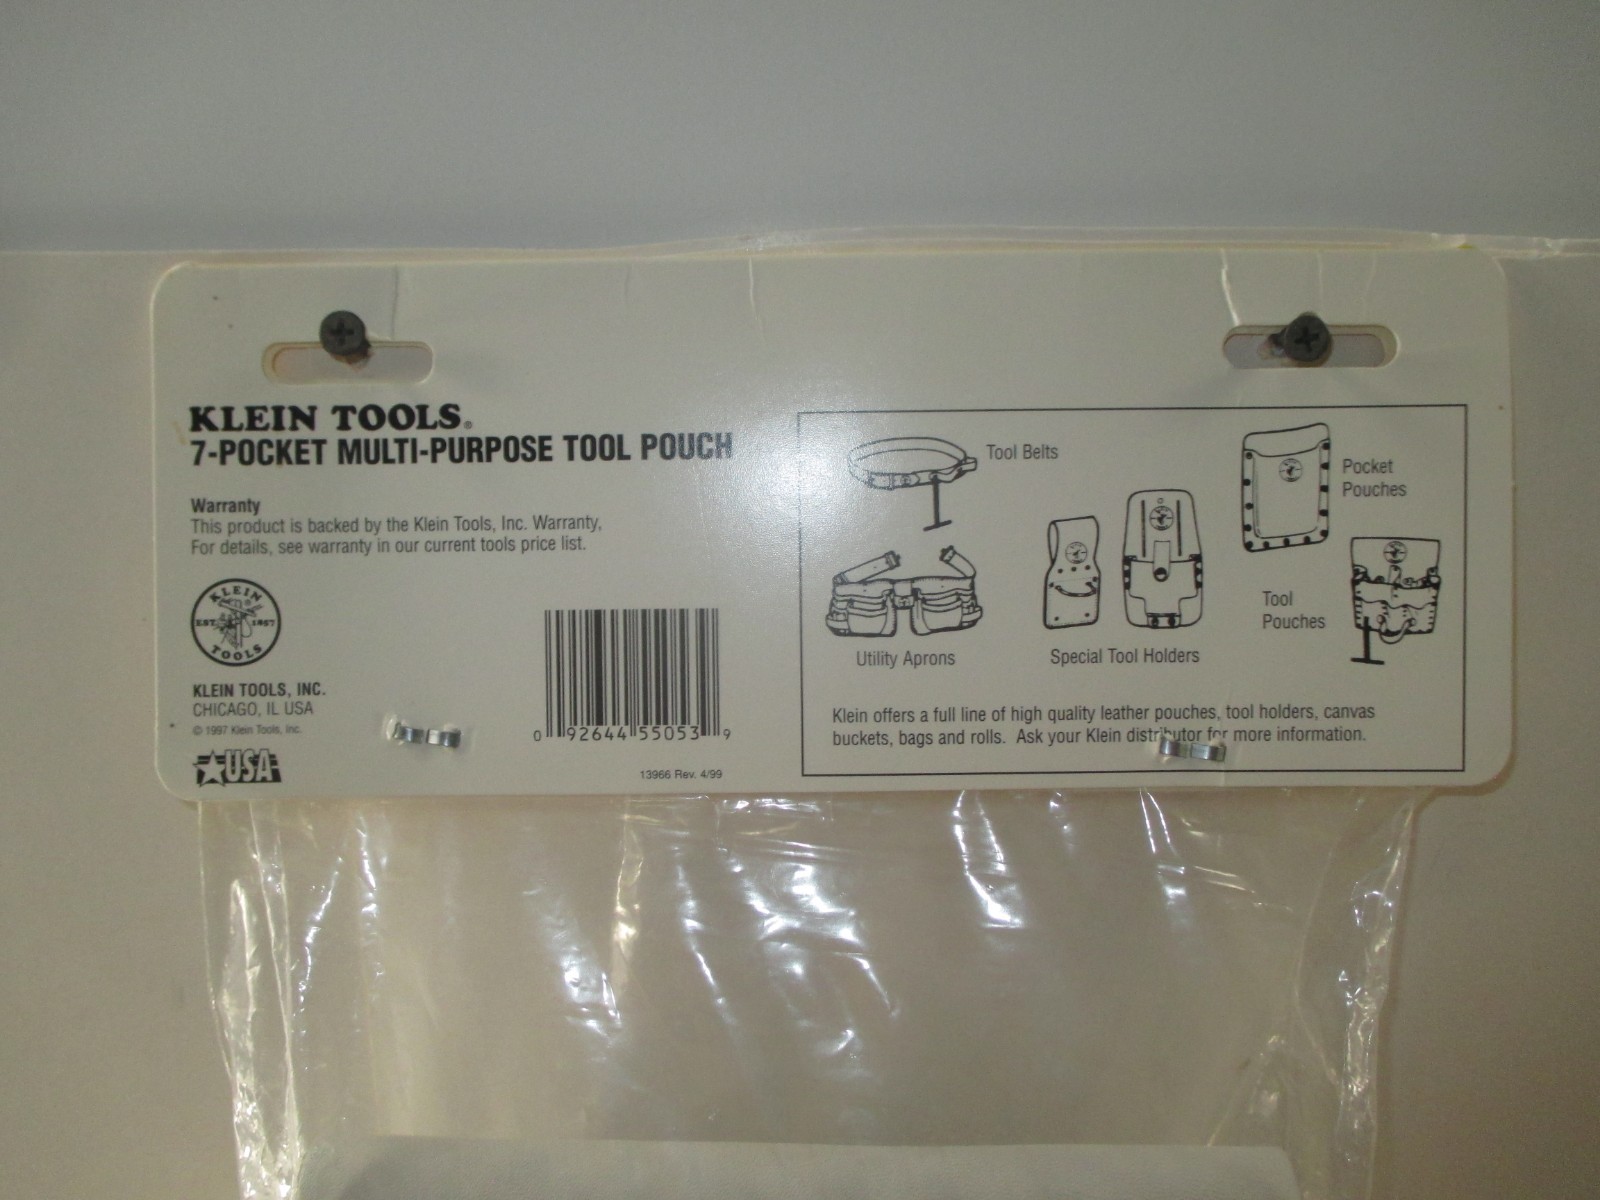 KLEIN TOOLS®
7-POCKET MULTI-PURPOSE TOOL POUCH
Warranty
This product is backed by the Klein Tools, Inc. Warranty,
For details, see warranty in our current tools price list.
KLEIN
EST. 1857
TOOLS
KLEIN TOOLS, INC.
CHICAGO, IL USA
© 1997 Klein Tools, Inc.
USA
0 92644 55053 9
13966 Rev. 4/99
Tool Belts
Pocket
Pouches
Tool
Pouches
Utility Aprons
Special Tool Holders
Klein offers a full line of high quality leather pouches, tool holders, canvas
buckets, bags and rolls. Ask your Klein distributor for more information.